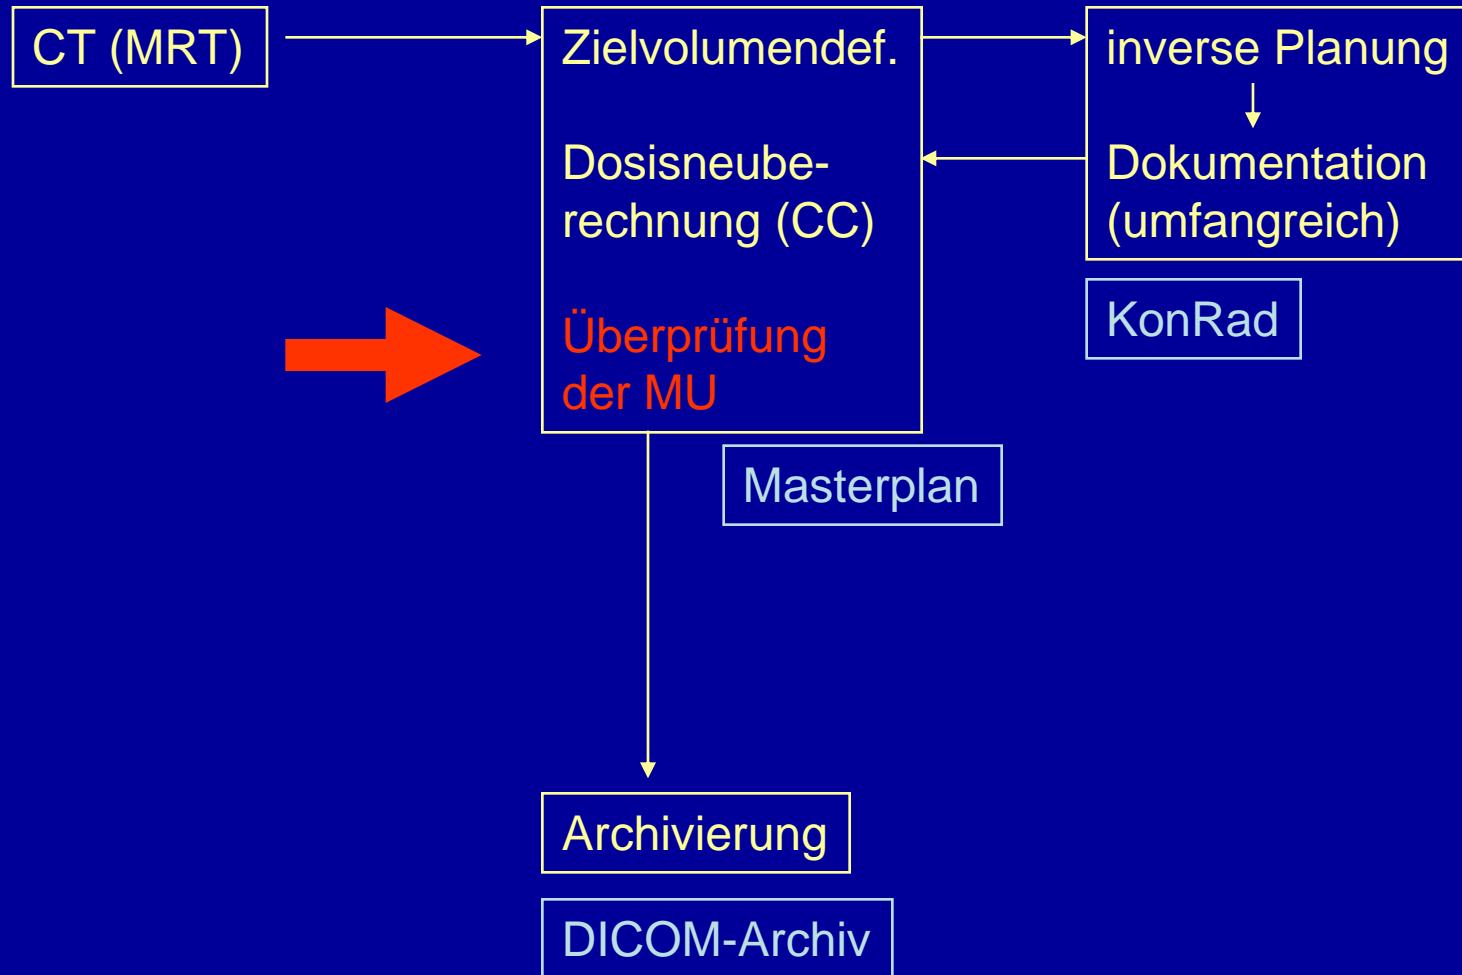 CT (MRT)
Zielvolumendef.
Dosisneube-
rechnung (CC)
Überprüfung
der MU
Masterplan
inverse Planung
Dokumentation
(umfangreich)
KonRad
Archivierung
DICOM-Archiv